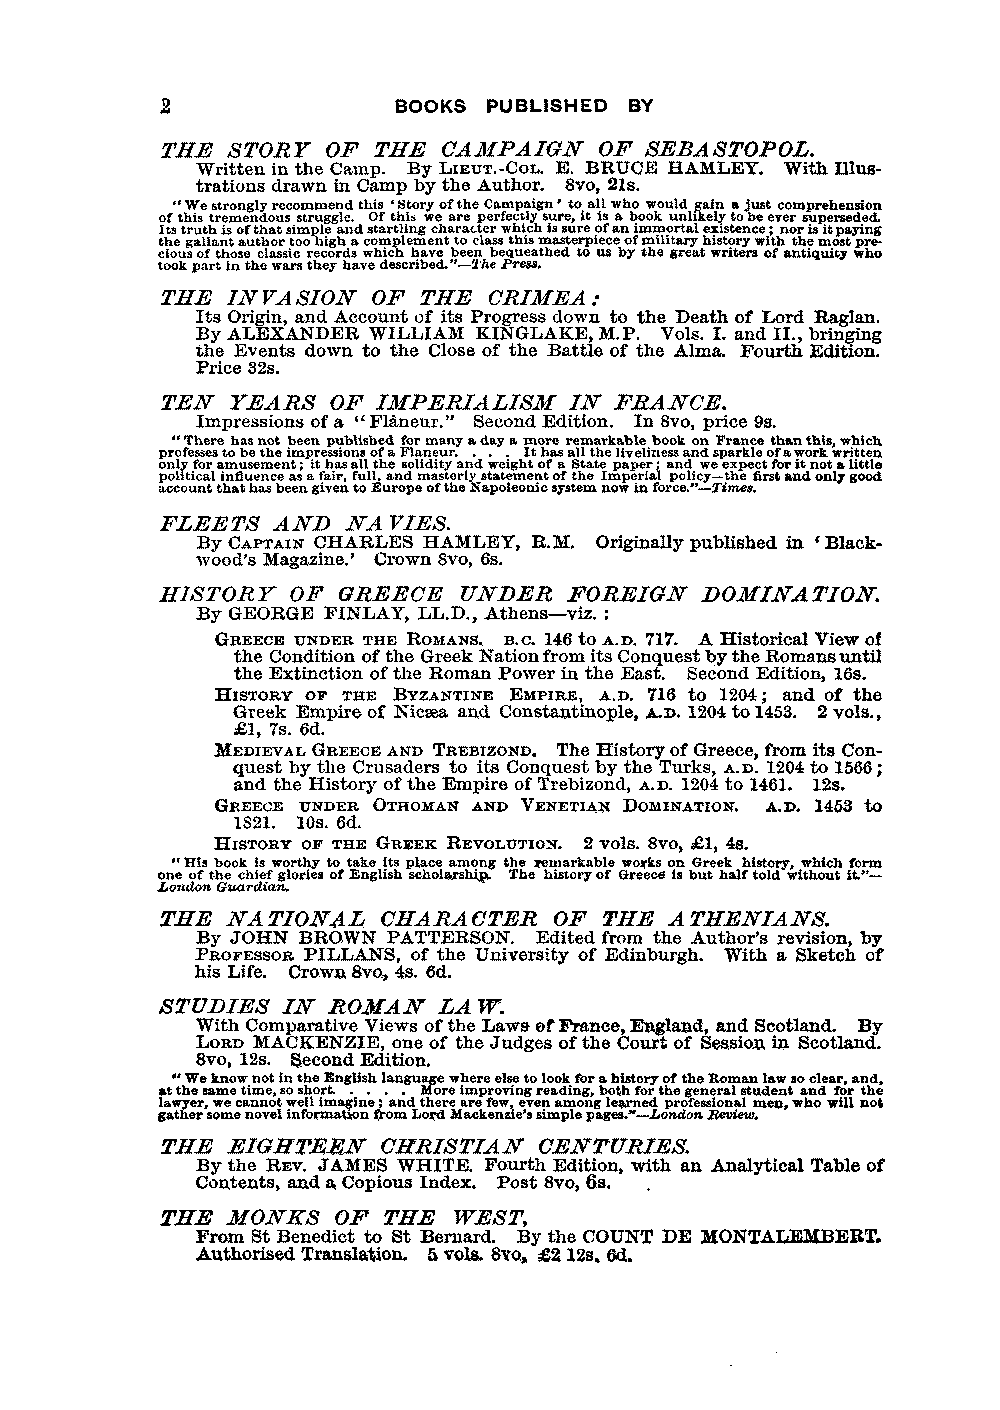 2 BOOKS PUBLISHED BY
THE STORY OF THE CAMPAIGN OF SEBASTOPOL.
Written in the Camp. By LIEUT.-COL. E. BRUCE HAMLEY. With Illus-
trations drawn in Camp by the Author. 8vo, 21s.
"We strongly recommend this 'Story of the Campaign' to all who would gain a just comprehension
of this tremendous struggle. Of this we are perfectly sure, it is a book unlikely to be ever superseded.
Its truth is of that simple and startling character which is sure of an immortal existence; nor is it paying
the gallant author too high a complement to class this masterpiece of military history with the most pre-
cious of those classic records which have been bequeathed to us by the great writers of antiquity who
took part in the wars they have described."—The Press.
THE INVASION OF THE CRIMEA:
Its Origin, and Account of its Progress down to the Death of Lord Raglan.
By ALEXANDER WILLIAM KINGLAKE, M.P. Vols. I. and II., bringing
the Events down to the Close of the Battle of the Alma. Fourth Edition.
Price 32s.
TEN YEARS OF IMPERIALISM IN FRANCE.
Impressions of a "Flâneur." Second Edition. In 8vo, price 9s.
"There has not been published for many a day a more remarkable book on France than this, which
professes to be the impressions of a Flaneur. . . . It has all the liveliness and sparkle of a work written
only for amusement; it has all the solidity and weight of a State paper; and we expect for it not a little
political influence as a fair, full, and masterly statement of the Imperial policy—the first and only good
account that has been given to Europe of the Napoleonic system now in force."—Times.
FLEETS AND NAVIES.
By CAPTAIN CHARLES HAMLEY, R.M. Originally published in 'Black-
wood's Magazine.' Crown 8vo, 6s.
HISTORY OF GREECE UNDER FOREIGN DOMINATION.
By GEORGE FINLAY, LL.D., Athens—viz. :
GREECE UNDER THE ROMANS. B.C. 146 to A.D. 717. A Historical View of
the Condition of the Greek Nation from its Conquest by the Romans until
the Extinction of the Roman Power in the East. Second Edition, 16s.
HISTORY OF THE BYZANTINE EMPIRE, A.D. 716 to 1204; and of the
Greek Empire of Nicæa and Constantinople, A.D. 1204 to 1453. 2 vols.,
£1, 7s. 6d.
MEDIEVAL GREECE AND TREBIZOND. The History of Greece, from its Con-
quest by the Crusaders to its Conquest by the Turks, A.D. 1204 to 1566;
and the History of the Empire of Trebizond, A.D. 1204 to 1461. 12s.
GREECE UNDER OTHOMAN AND VENETIAN DOMINATION. A.D. 1453 to
1821. 10s. 6d.
HISTORY OF THE GREEK REVOLUTION. 2 vols. 8vo, £1, 4s.
"His book is worthy to take its place among the remarkable works on Greek history, which form
one of the chief glories of English scholarship. The history of Greece is but half told without it."—
London Guardian.
THE NATIONAL CHARACTER OF THE ATHENIANS.
By JOHN BROWN PATTERSON. Edited from the Author's revision, by
PROFESSOR PILLANS, of the University of Edinburgh. With a Sketch of
his Life. Crown 8vo, 4s. 6d.
STUDIES IN ROMAN LAW.
With Comparative Views of the Laws of France, England, and Scotland. By
LORD MACKENZIE, one of the Judges of the Court of Session in Scotland.
8vo, 12s. Second Edition.
"We know not in the English language where else to look for a history of the Roman law so clear, and,
at the same time, so short. . . . . More improving reading, both for the general student and for the
lawyer, we cannot well imagine; and there are few, even among learned professional men, who will not
gather some novel information from Lord Mackenzie's simple pages."—London Review.
THE EIGHTEEN CHRISTIAN CENTURIES.
By the REV. JAMES WHITE. Fourth Edition, with an Analytical Table of
Contents, and a Copious Index. Post 8vo, 6s.
THE MONKS OF THE WEST,
From St Benedict to St Bernard. By the COUNT DE MONTALEMBERT.
Authorised Translation. 5 vols. 8vo, £2 12s. 6d.